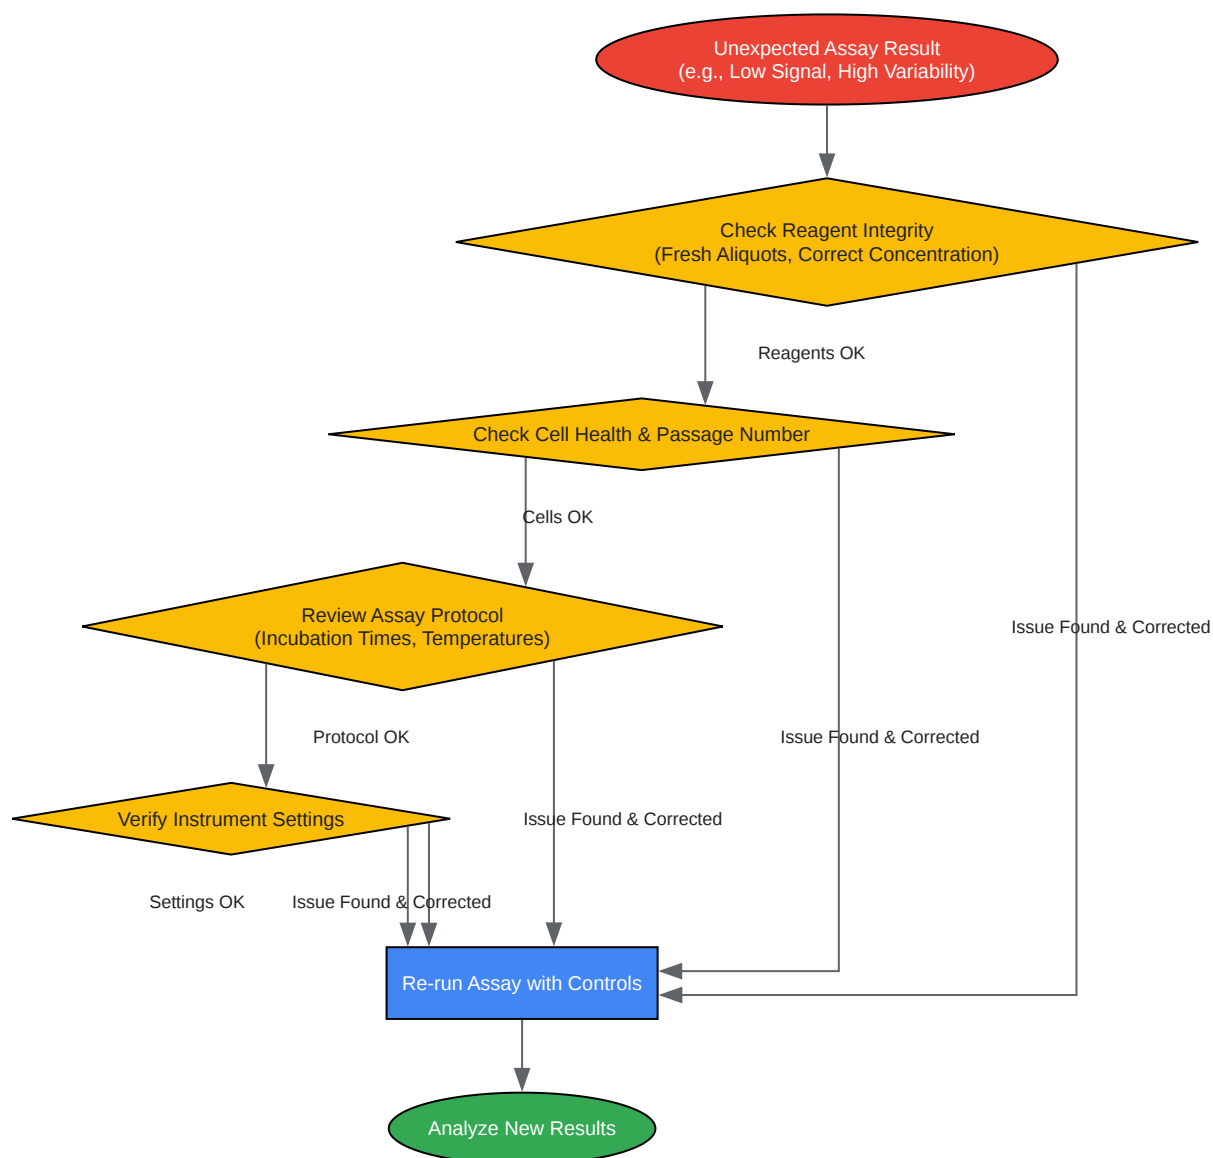 Unexpected Assay Result
(e.g., Low Signal, High Variability)
Check Reagent Integrity
(Fresh Aliquots, Correct Concentration)
Reagents OK
Check Cell Health & Passage Number
Cells OK
Review Assay Protocol
(Incubation Times, Temperatures)
Issue Found & Corrected
Protocol OK
Issue Found & Corrected
Verify Instrument Settings
Issue Found & Corrected
Settings OK
Issue Found & Corrected
Re-run Assay with Controls
Analyze New Results